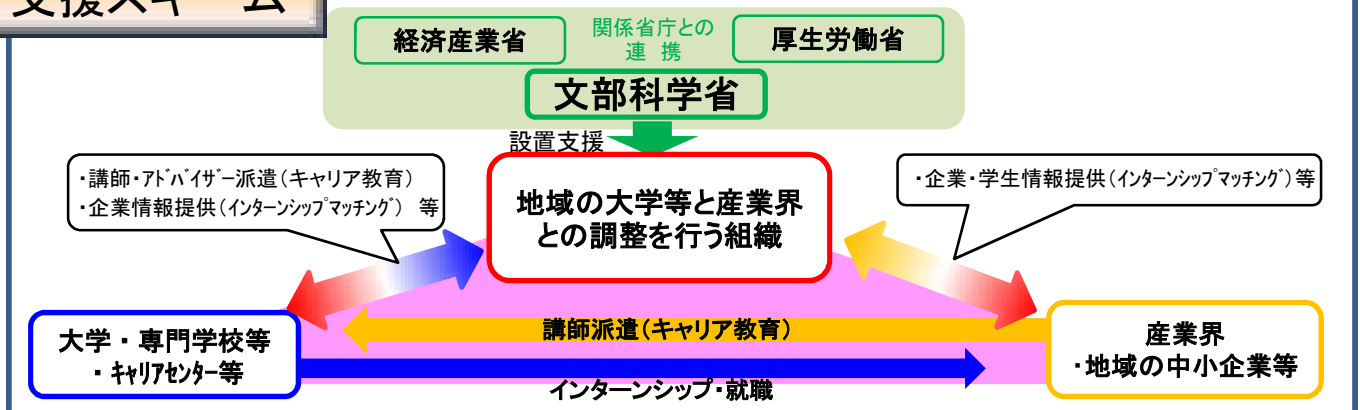 支援スキーム
経済産業省
関係省庁との
連 携
厚生労働省
文部科学省
設置支援
・講師・ｱﾄﾞﾊﾞｲｻﾞｰ派遣（キャリア教育）
・企業情報提供（ｲﾝﾀｰﾝｼｯﾌﾟﾏｯﾁﾝｸﾞ） 等
地域の大学等と産業界
との調整を行う組織
・企業・学生情報提供（ｲﾝﾀｰﾝｼｯﾌﾟﾏｯﾁﾝｸﾞ）等
大学・専門学校等
・ｷｬﾘｱｾﾝﾀｰ等
講師派遣（キャリア教育）
インターンシップ・就職
産業界
・地域の中小企業等